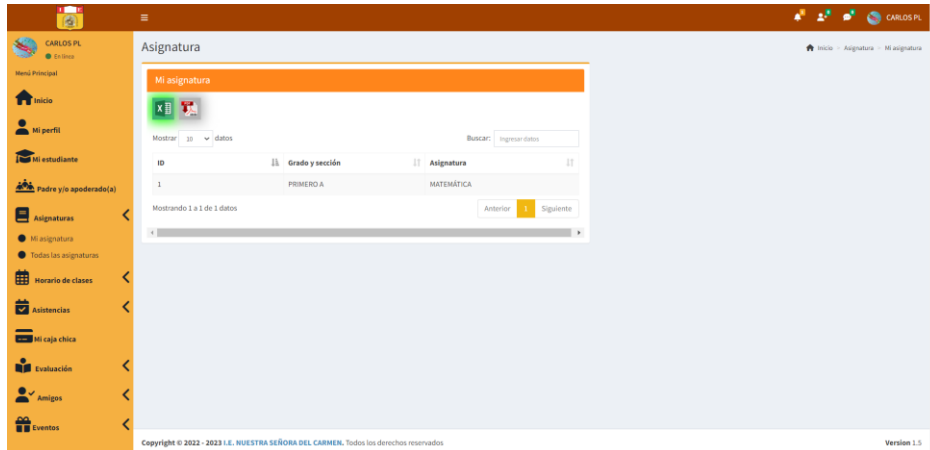 CARLOS PL
CARLOS PL
En línea
Menú Principal
Inicio
Mi perfil
Mi estudiante
Padre y/o apoderado(a)
Asignaturas
Mi asignatura
Todas las asignaturas
Horario de clases
Asistencias
Mi caja chica
Evaluación
Amigos
Eventos
Asignatura
Inicio > Asignatura > Mi asignatura
Mi asignatura
Mostrar 10 datos
Buscar: Ingresar datos
ID Grado y sección Asignatura
1 PRIMERO A MATEMÁTICA
Mostrando 1 a 1 de 1 datos
Anterior 1 Siguiente
Copyright © 2022 - 2023 I.E. NUESTRA SEÑORA DEL CARMEN. Todos los derechos reservados
Version 1.5